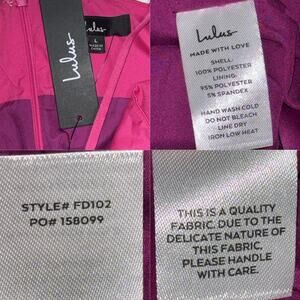 Lulus
L
MADE IN
CHINA
Lulus
Lulus
MADE WITH LOVE
SHELL:
100% POLYESTER
LINING:
95% POLYESTER
5% SPANDEX
HAND WASH COLD
DO NOT BLEACH
LINE DRY
IRON LOW HEAT
STYLE# FD102
PO# 158099
THIS IS A QUALITY
FABRIC. DUE TO THE
DELICATE NATURE OF
THIS FABRIC,
PLEASE HANDLE
WITH CARE.